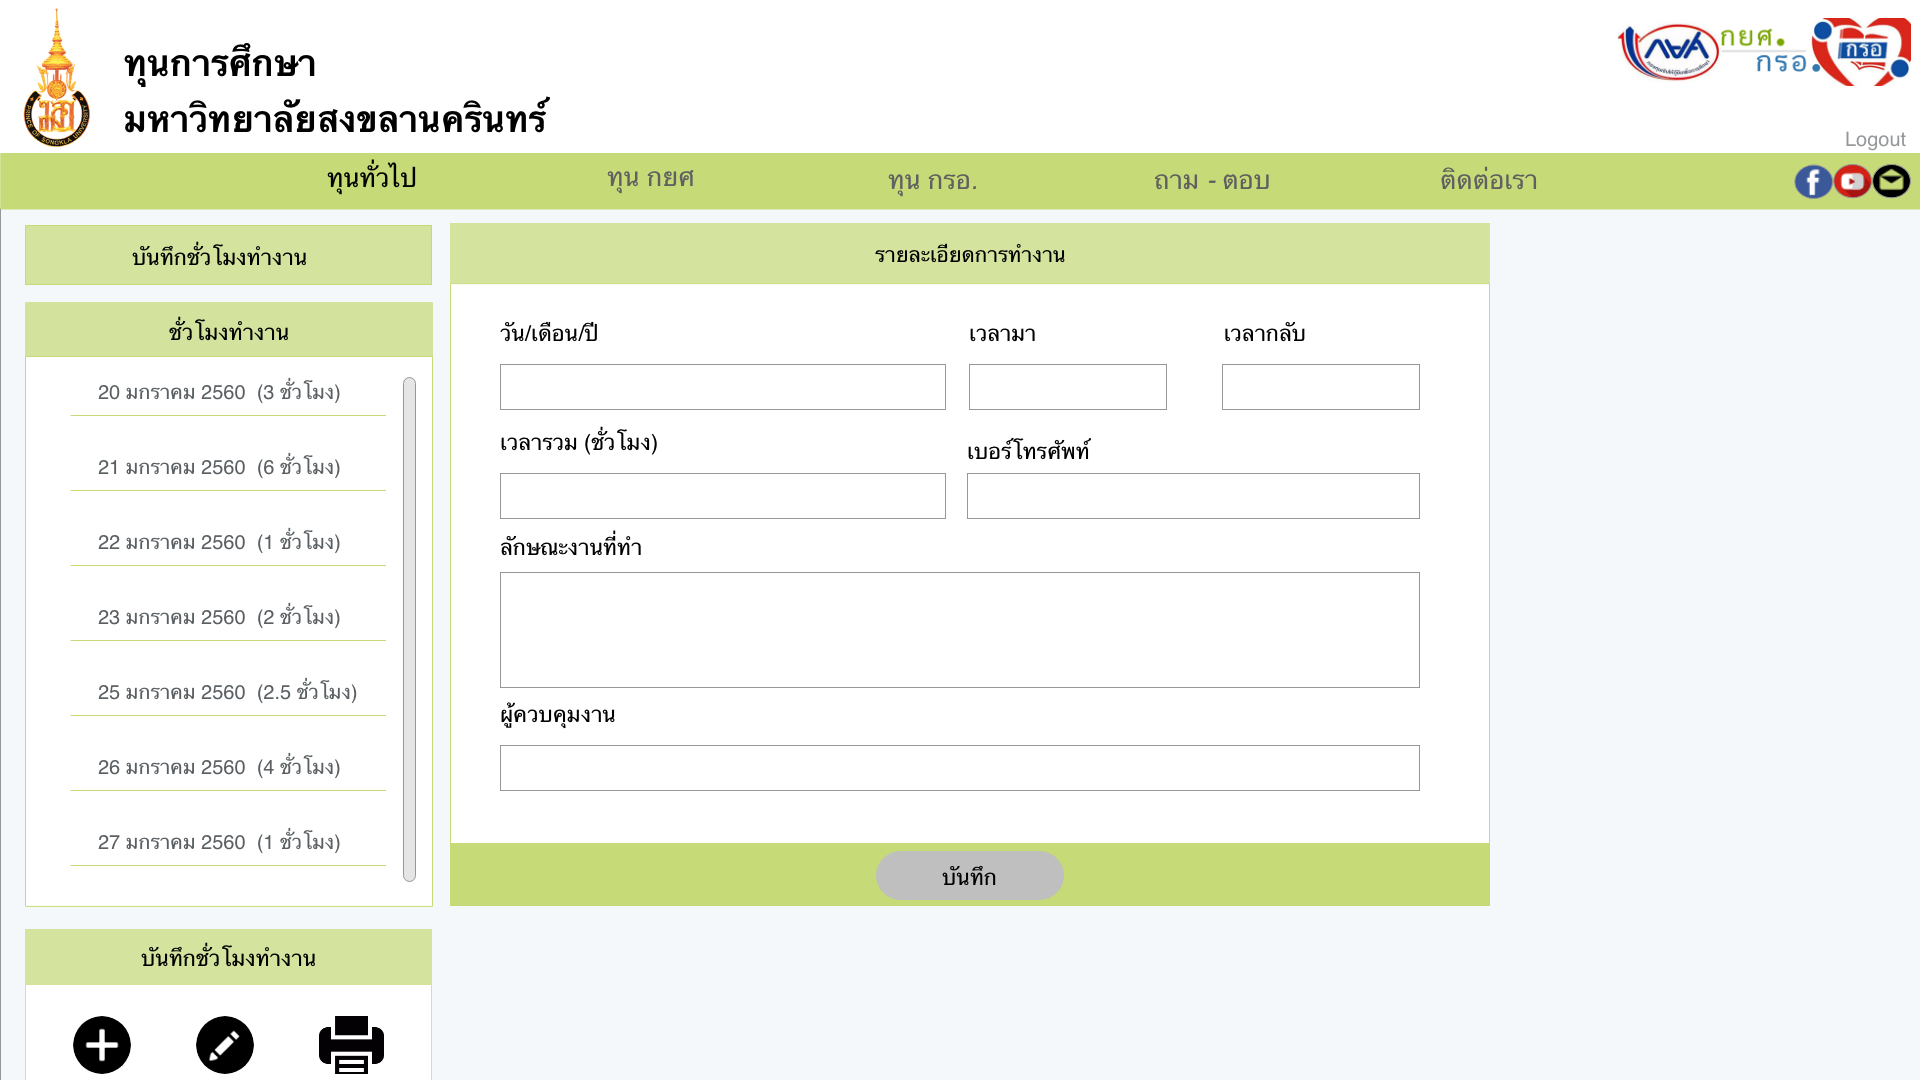 ทุนการศึกษา
มหาวิทยาลัยสงขลานครินทร์
กยศ.
กรอ.
กรอ
Logout
ทุนทั่วไป
ทุน กยศ
ทุน กรอ.
ถาม - ตอบ
ติดต่อเรา
บันทึกชั่วโมงทำงาน
ชั่วโมงทำงาน
20 มกราคม 2560 (3 ชั่วโมง)
21 มกราคม 2560 (6 ชั่วโมง)
22 มกราคม 2560 (1 ชั่วโมง)
23 มกราคม 2560 (2 ชั่วโมง)
25 มกราคม 2560 (2.5 ชั่วโมง)
26 มกราคม 2560 (4 ชั่วโมง)
27 มกราคม 2560 (1 ชั่วโมง)
บันทึกชั่วโมงทำงาน
รายละเอียดการทำงาน
วัน/เดือน/ปี
เวลามา
เวลากลับ
เวลารวม (ชั่วโมง)
เบอร์โทรศัพท์
ลักษณะงานที่ทำ
ผู้ควบคุมงาน
บันทึก